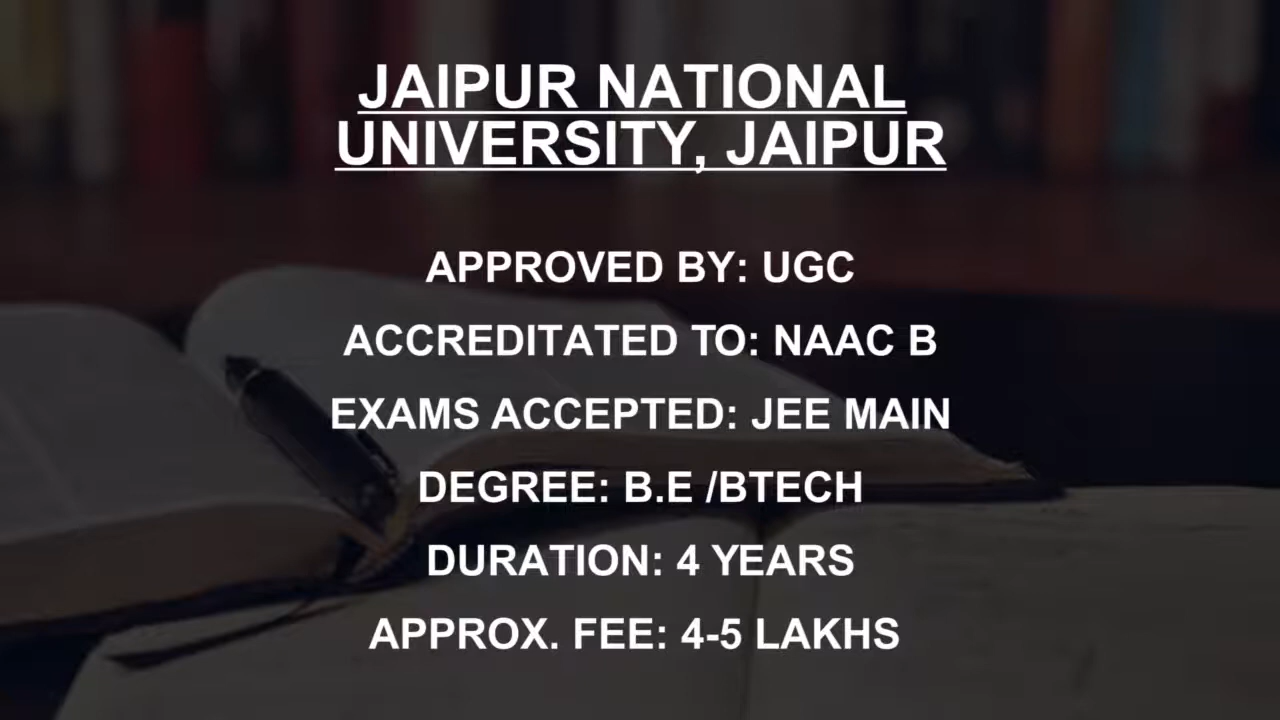 JAIPUR NATIONAL
UNIVERSITY, JAIPUR
APPROVED BY: UGC
ACCREDITATED TO: NAAC B
EXAMS ACCEPTED: JEE MAIN
DEGREE: B.E /BTECH
DURATION: 4 YEARS
APPROX. FEE: 4-5 LAKHS